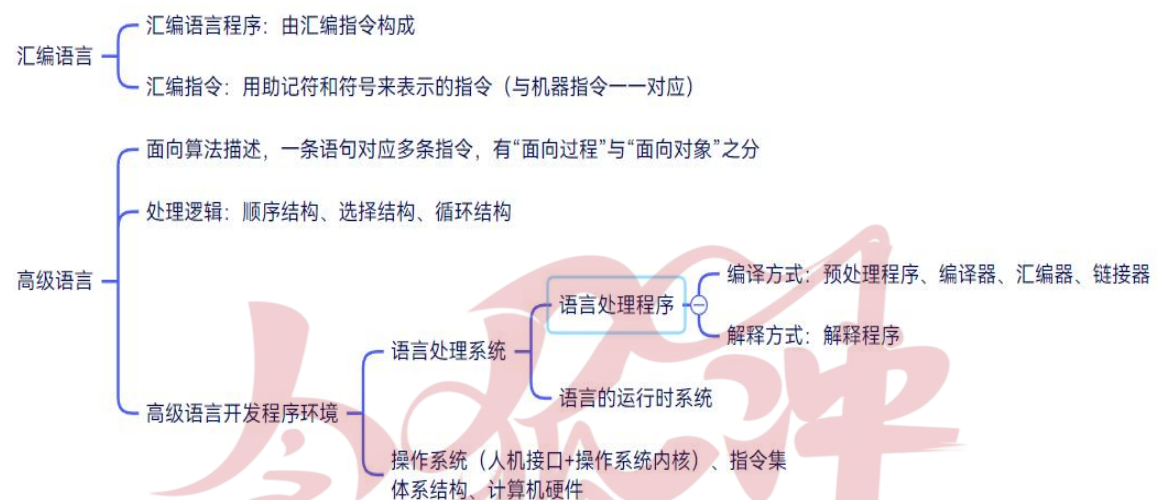 汇编语言
汇编语言程序：由汇编指令构成
汇编指令：用助记符和符号来表示的指令（与机器指令一一对应）
高级语言
面向算法描述，一条语句对应多条指令，有“面向过程”与“面向对象”之分
处理逻辑：顺序结构、选择结构、循环结构
高级语言开发程序环境
语言处理系统
语言处理程序
编译方式：预处理程序、编译器、汇编器、链接器
解释方式：解释程序
语言的运行时系统
操作系统（人机接口+操作系统内核）、指令集
体系结构、计算机硬件
令狐冲